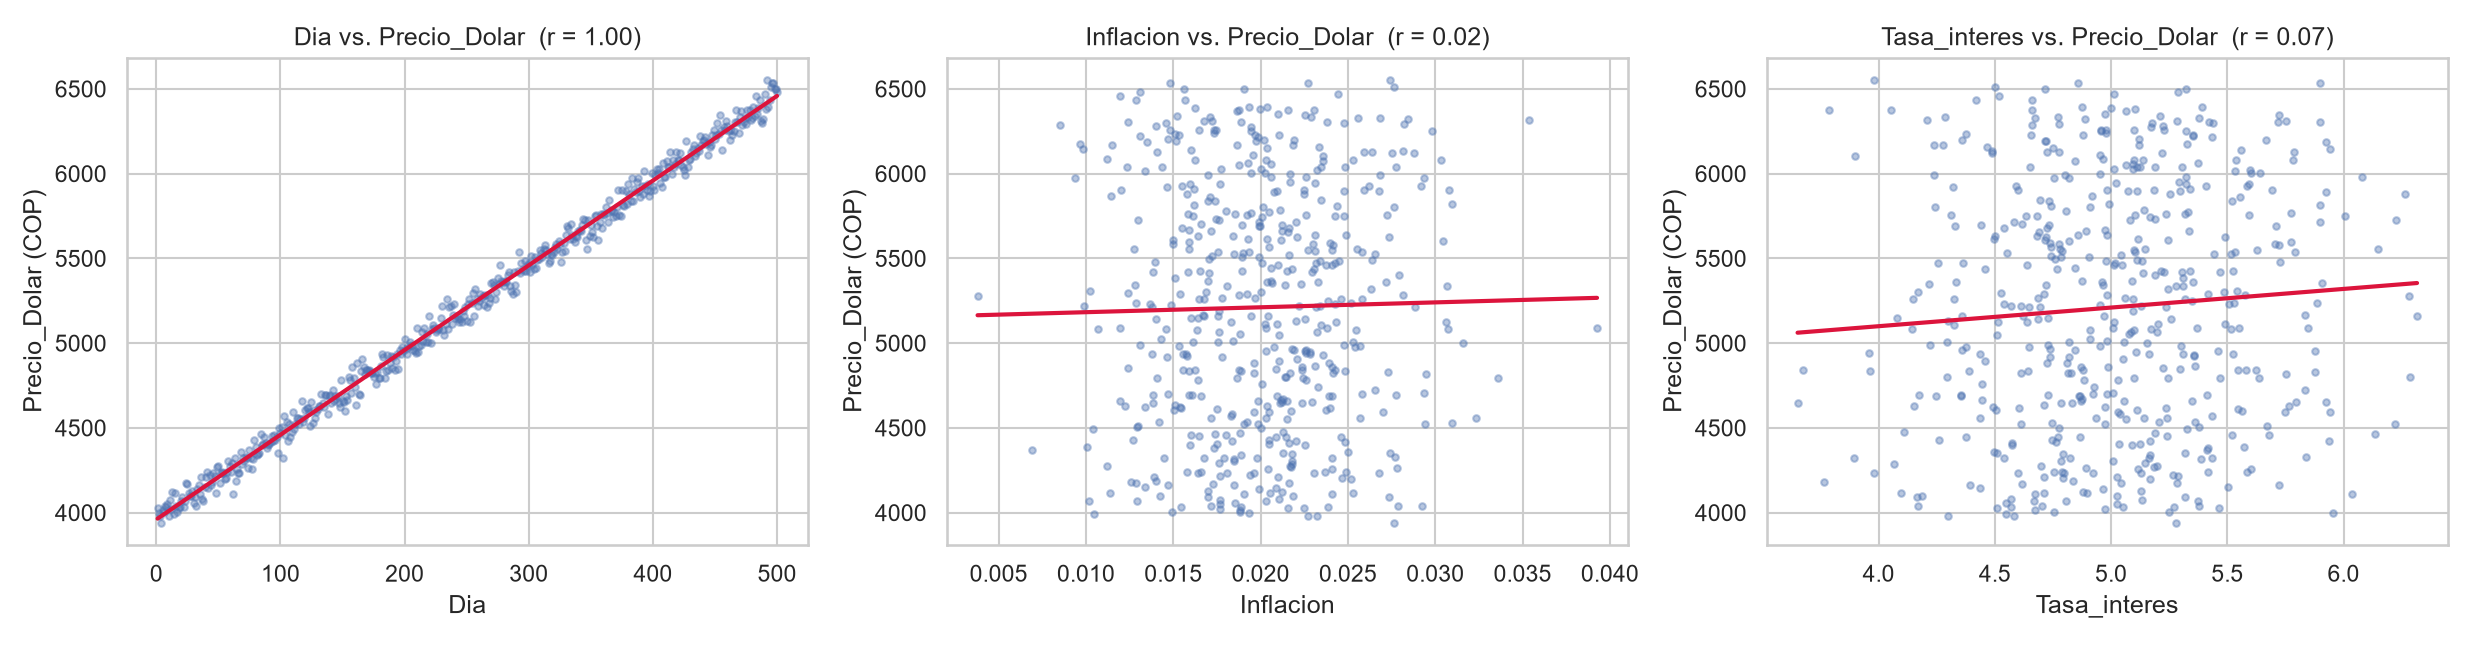 Dia vs. Precio_Dolar (r = 1.00)
Precio_Dolar (COP)
6500
6000
5500
5000
4500
4000
0 100 200 300 400 500
Dia
Inflacion vs. Precio_Dolar (r = 0.02)
Precio_Dolar (COP)
6500
6000
5500
5000
4500
4000
0.005 0.010 0.015 0.020 0.025 0.030 0.035 0.040
Inflacion
Tasa_interes vs. Precio_Dolar (r = 0.07)
Precio_Dolar (COP)
6500
6000
5500
5000
4500
4000
4.0 4.5 5.0 5.5 6.0
Tasa_interes